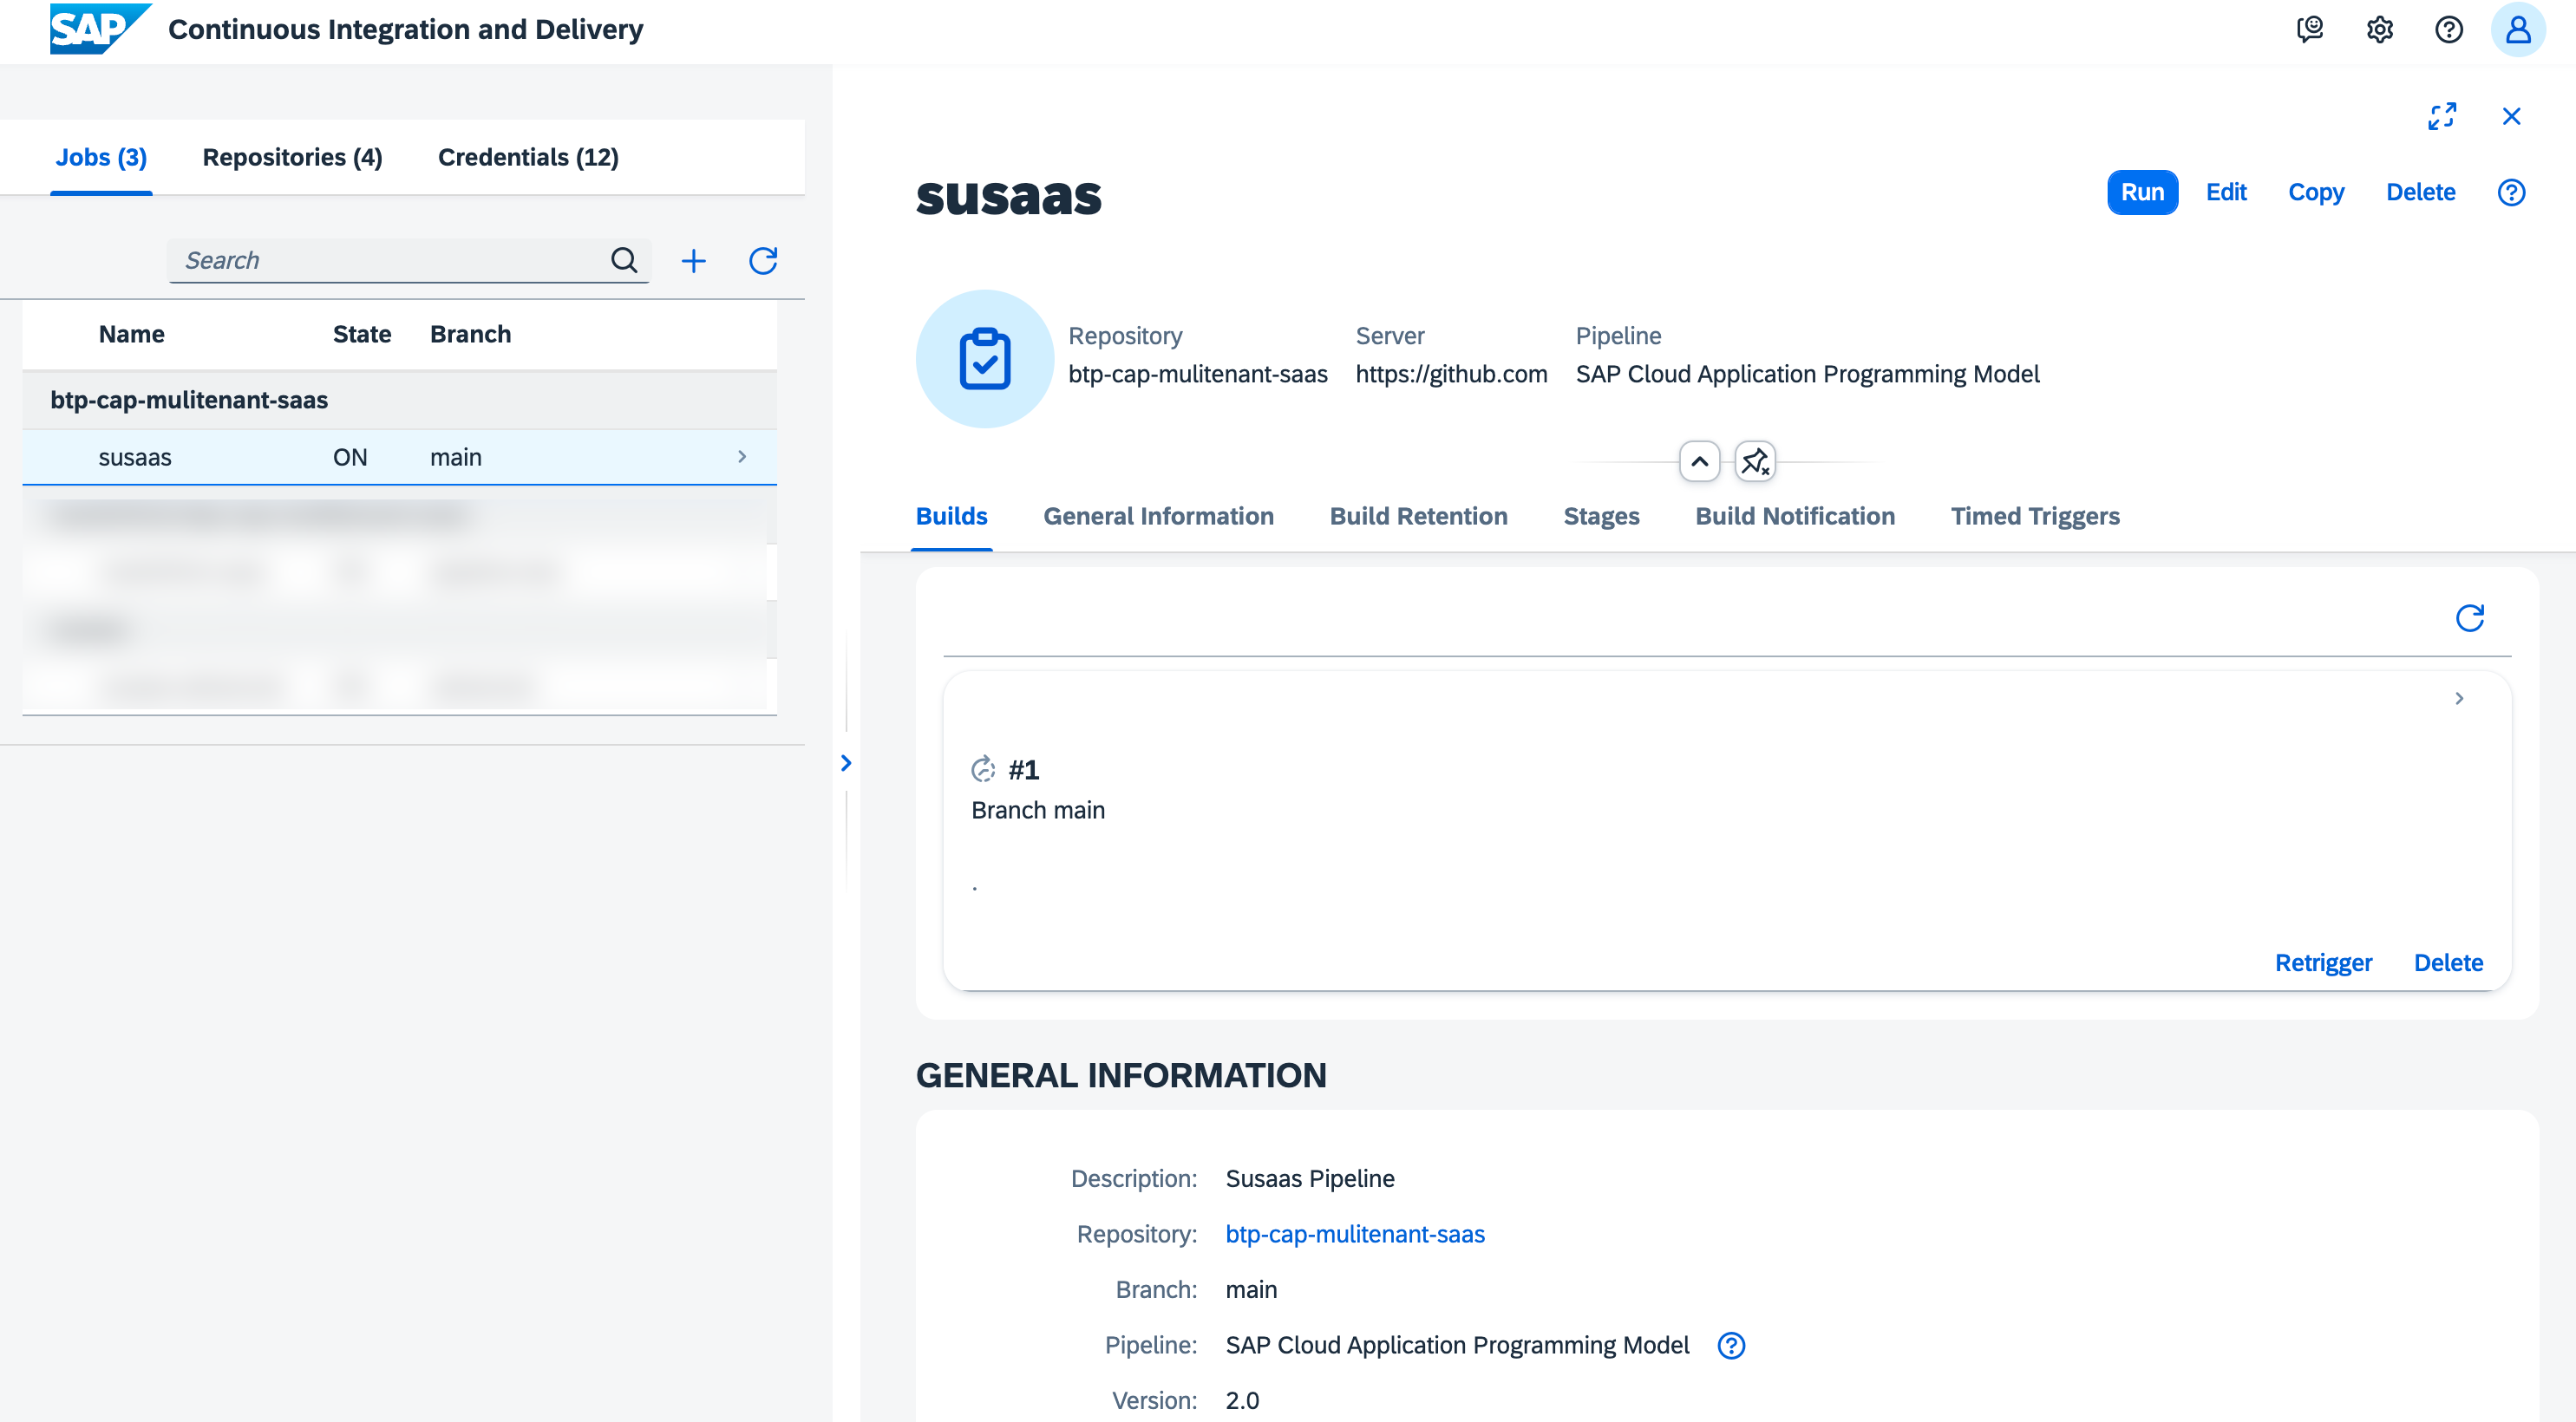 SAP Continuous Integration and Delivery
Jobs (3) Repositories (4) Credentials (12)
Search
Name State Branch
btp-cap-mulitenant-saas
susaas ON main
susaas
Run Edit Copy Delete
Repository Server Pipeline
btp-cap-mulitenant-saas https://github.com SAP Cloud Application Programming Model
Builds General Information Build Retention Stages Build Notification Timed Triggers
#1
Branch main
.
Retrigger Delete
GENERAL INFORMATION
Description: Susaas Pipeline
Repository: btp-cap-mulitenant-saas
Branch: main
Pipeline: SAP Cloud Application Programming Model
Version: 2.0